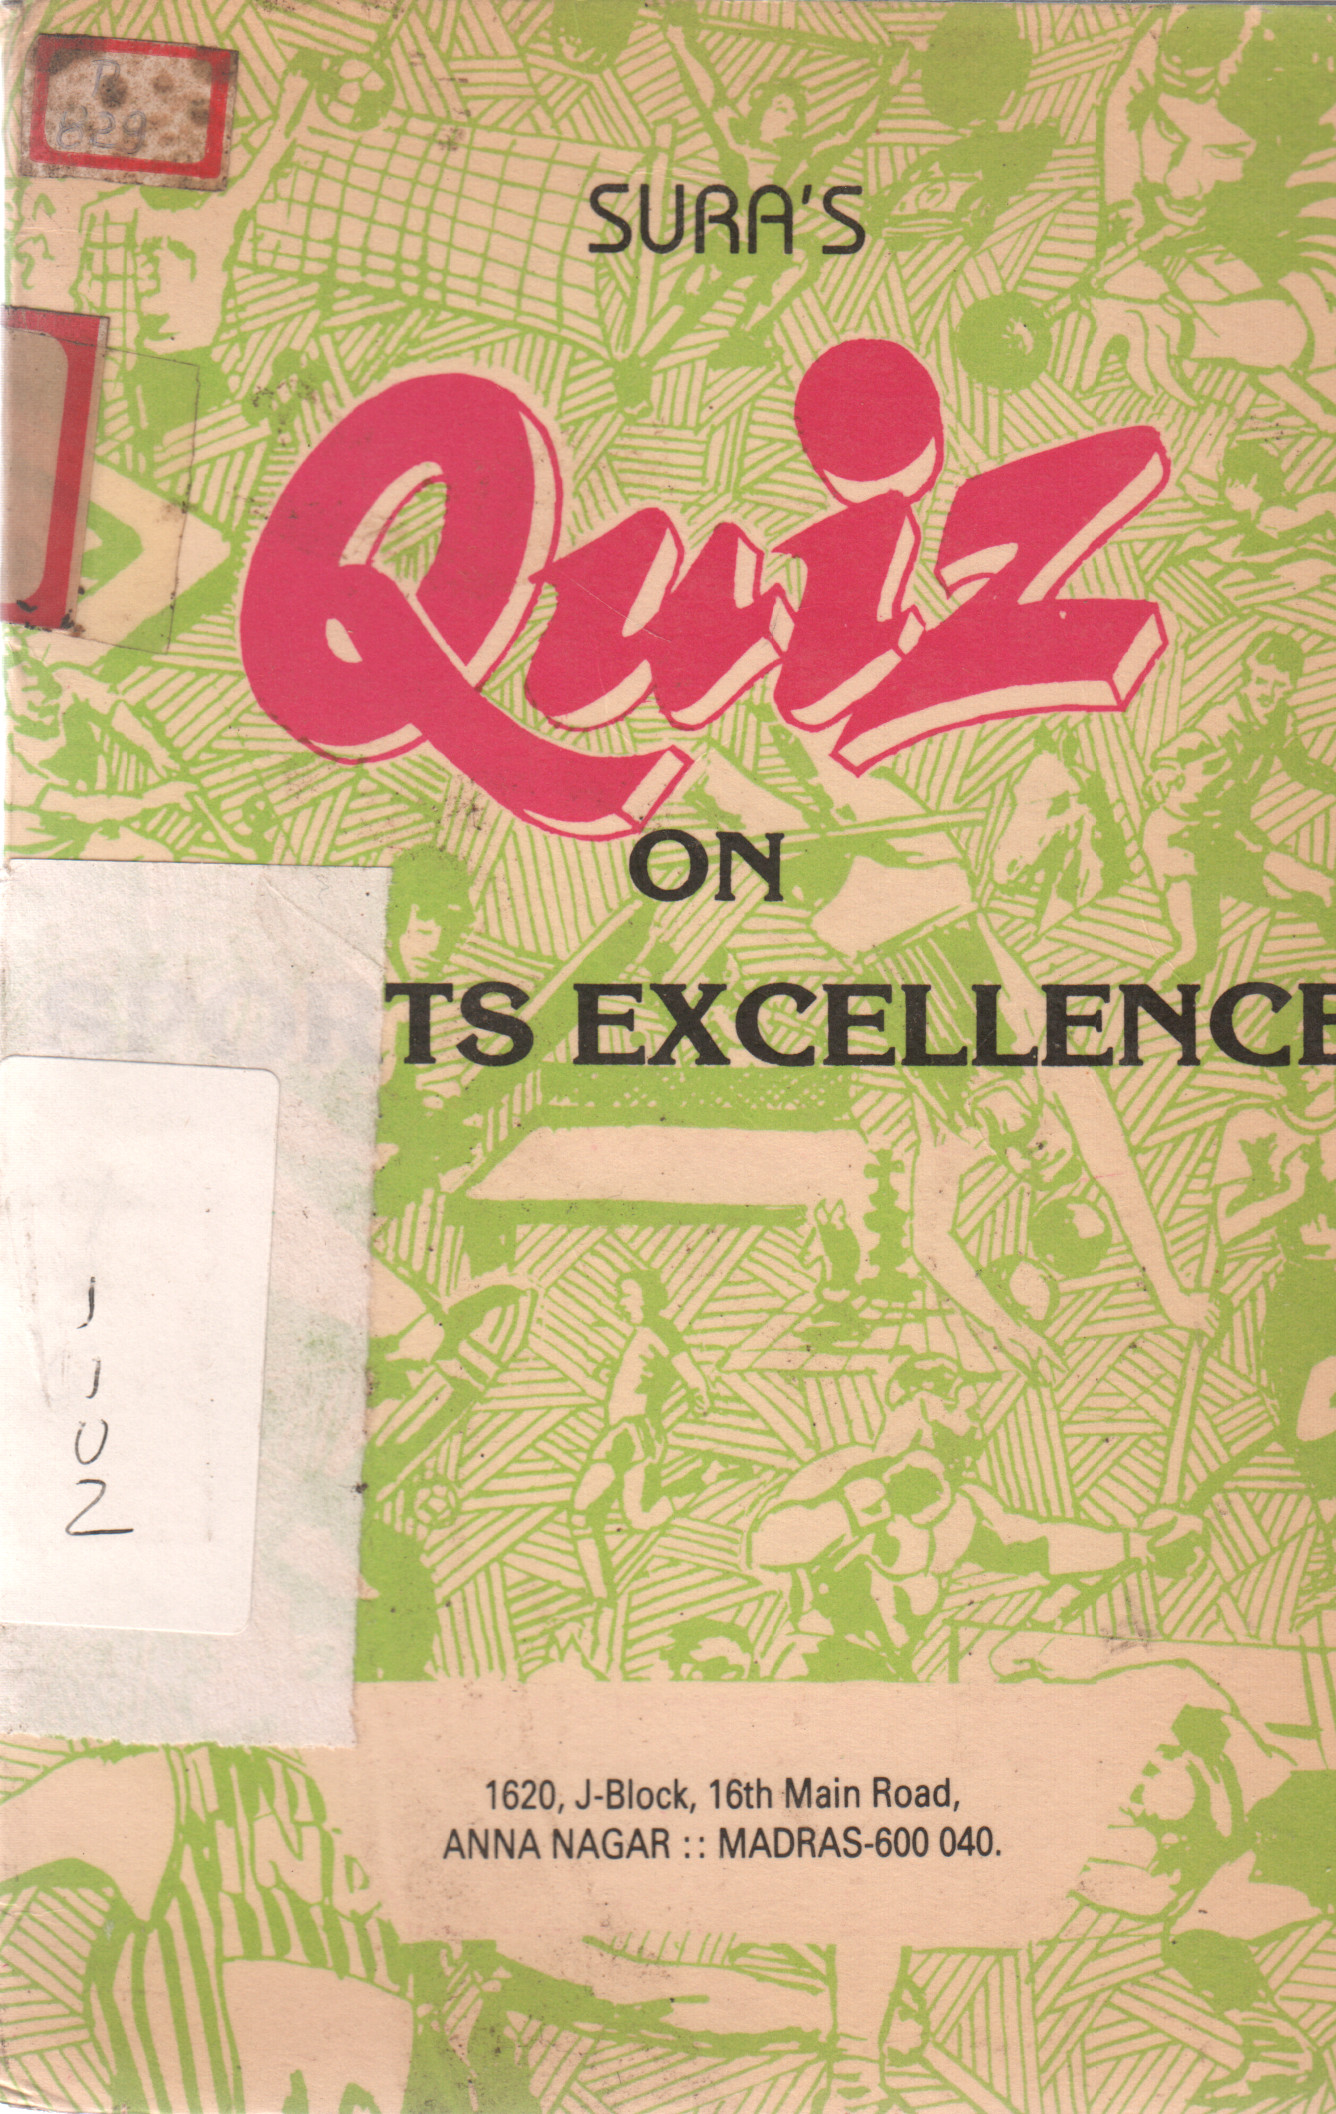 SURA'S
Quiz
ON
TS EXCELLENCE
J
J
U
Z
1620, J-Block, 16th Main Road,
ANNA NAGAR :: MADRAS-600 040.